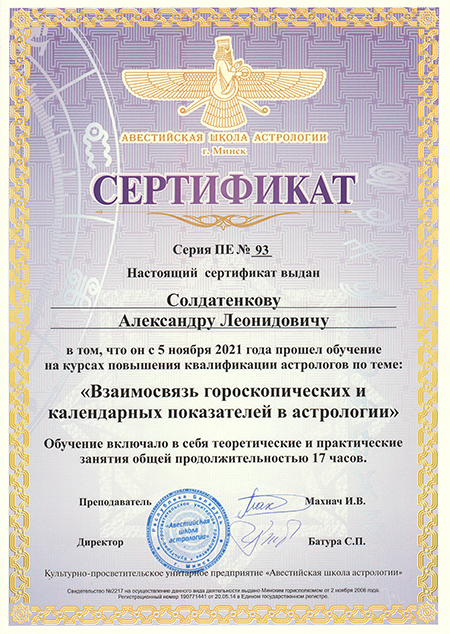 АВЕСТИЙСКАЯ ШКОЛА АСТРОЛОГИИ
г. Минск
СЕРТИФИКАТ
Серия ПЕ № 93
Настоящий сертификат выдан
Солдатенкову
Александру Леонидовичу
в том, что он с 5 ноября 2021 года прошел обучение
на курсах повышения квалификации астрологов по теме:
«Взаимосвязь гороскопических и
календарных показателей в астрологии»
Обучение включало в себя теоретические и практические
занятия общей продолжительностью 17 часов.
Преподаватель Махнач И.В.
Республика Беларусь
«Авестийская
школа
астрологии»
г. Минск
Директор Батура С.П.
Культурно-просветительское унитарное предприятие «Авестийская школа астрологии»
Свидетельство №2217 на осуществление данного вида деятельности выдано Минским горисполкомом от 2 ноября 2006 года.
Регистрационный номер 190771441 от 20.05.14 в Едином государственном регистре.